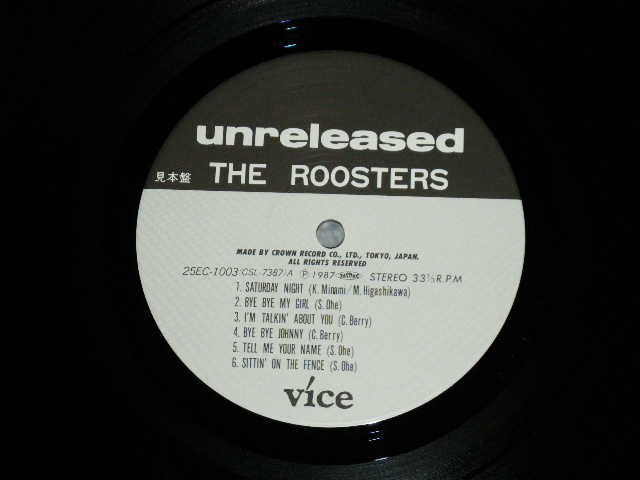 unreleased
見本盤 THE ROOSTERS
MADE BY CROWN RECORD CO., LTD., TOKYO, JAPAN.
ALL RIGHTS RESERVED
25EC-1003 (CSL-7387) A Ⓟ 1987 STEREO 33⅓ R.P.M
1. SATURDAY NIGHT (K. Minami / M. Higashikawa)
2. BYE BYE MY GIRL (S. Ohe)
3. I'M TALKIN' ABOUT YOU (C. Berry)
4. BYE BYE JOHNNY (C. Berry)
5. TELL ME YOUR NAME (S. Ohe)
6. SITTIN' ON THE FENCE (S. Ohe)
vice